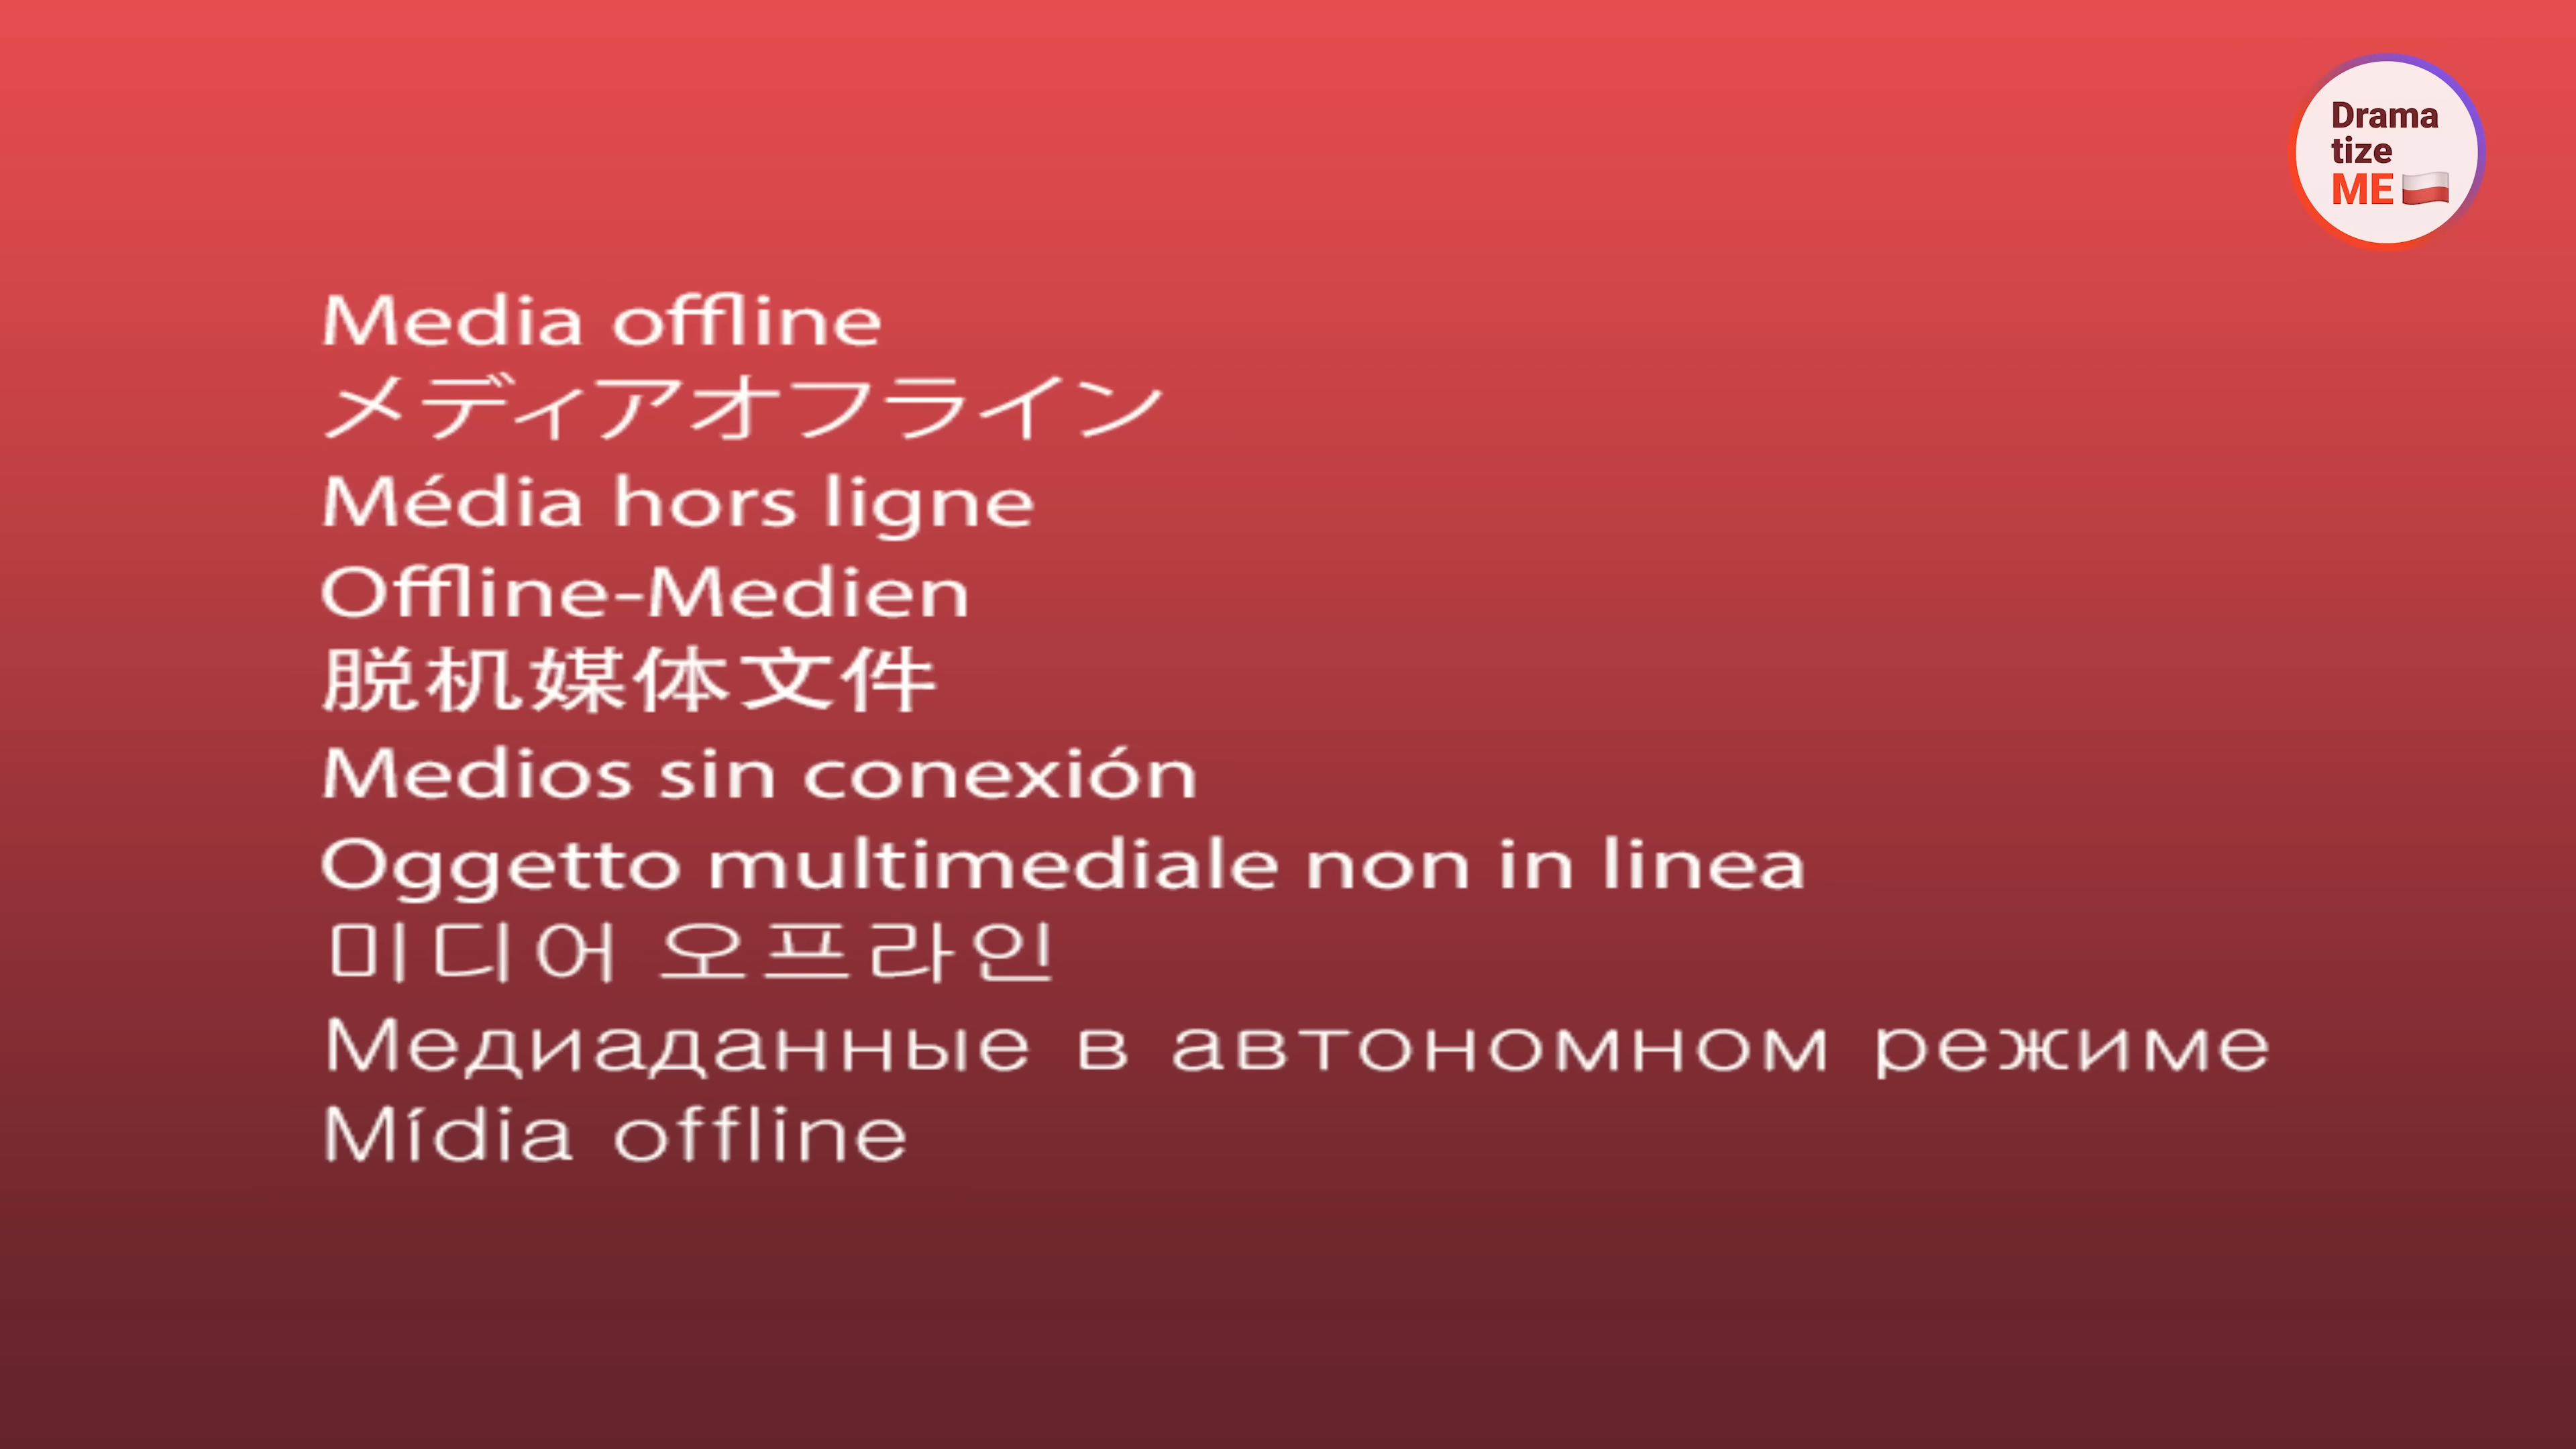 Drama
tize
ME
Media offline
メディアオフライン
Média hors ligne
Offline-Medien
脱机媒体文件
Medios sin conexión
Oggetto multimediale non in linea
미디어 오프라인
Медиаданные в автономном режиме
Mídia offline